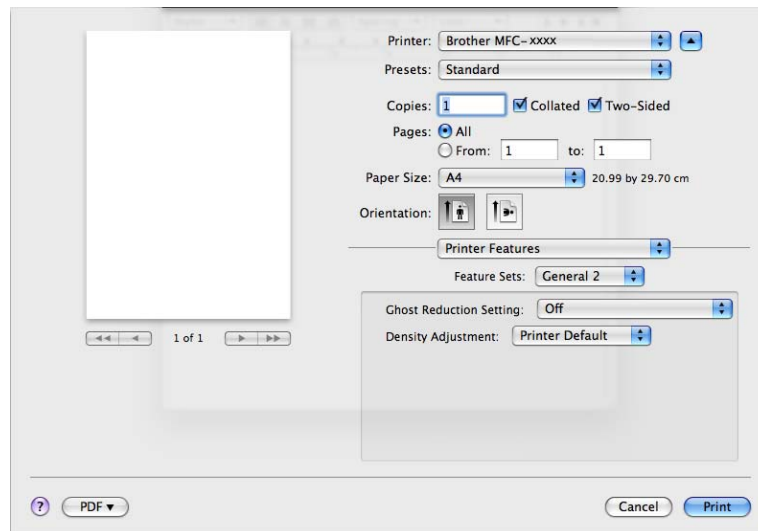 Printer: Brother MFC-xxxx
Presets: Standard
Copies: 1 Collated Two-Sided
Pages: All
From: 1 to: 1
Paper Size: A4 20.99 by 29.70 cm
Orientation:
Printer Features
Feature Sets: General 2
Ghost Reduction Setting: Off
Density Adjustment: Printer Default
1 of 1
? PDF▼ Cancel Print